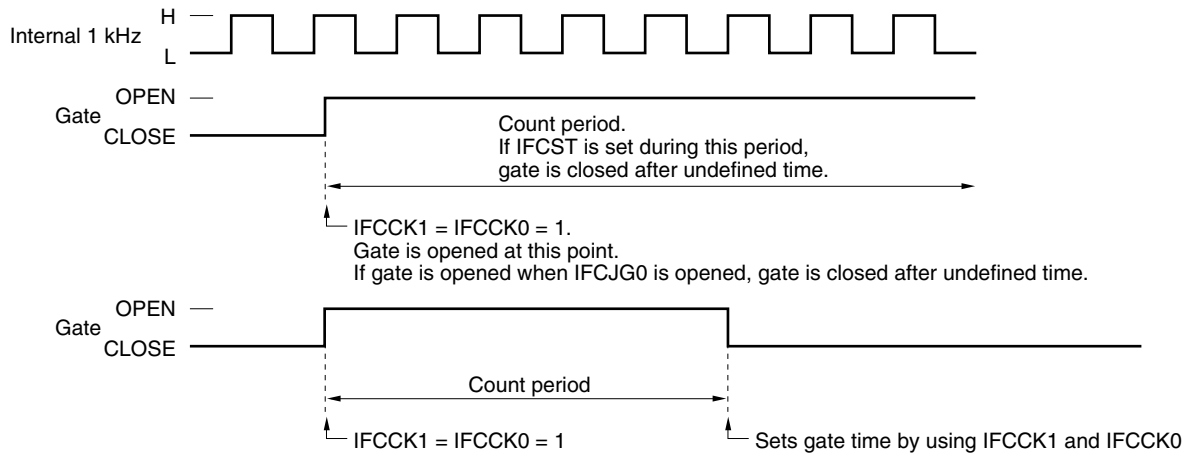 H
Internal 1 kHz
L
OPEN
Gate
CLOSE
Count period.
If IFCST is set during this period,
gate is closed after undefined time.
IFCCK1 = IFCCK0 = 1.
Gate is opened at this point.
If gate is opened when IFCJG0 is opened, gate is closed after undefined time.
OPEN
Gate
CLOSE
Count period
IFCCK1 = IFCCK0 = 1
Sets gate time by using IFCCK1 and IFCCK0